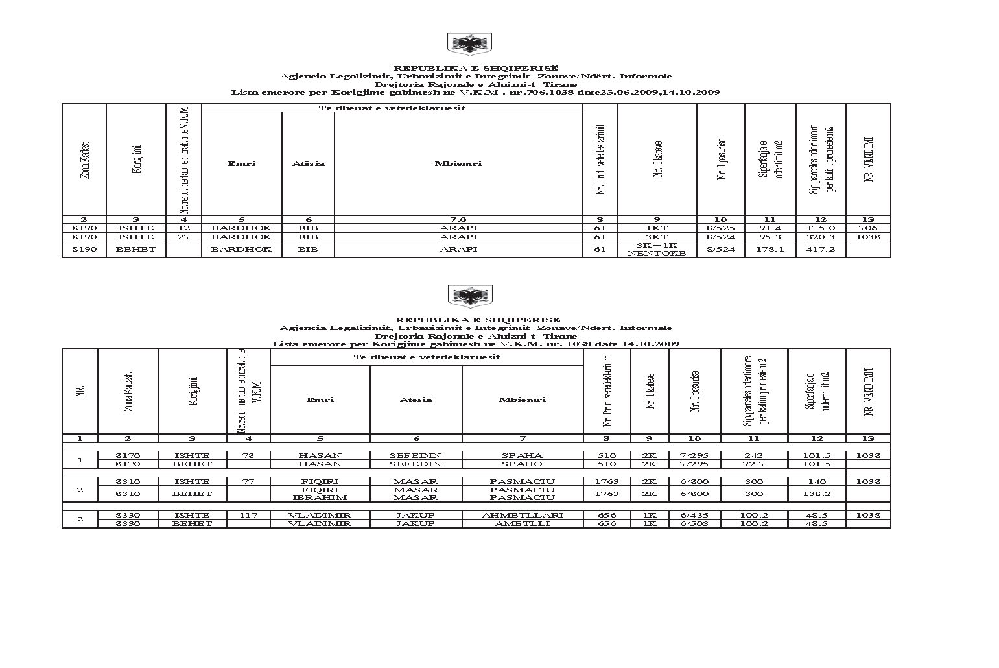 REPUBLIKA E SHQIPERISË
Agjencia Legalizimit, Urbanizimit e Integrimit Zonave/Ndërt. Informale
Drejtoria Rajonale e Aluizni-t Tirane
Lista emerore per Korigjime gabimesh ne V.K.M . nr.706,1038 date23.06.2009,14.10.2009
Te dhenat e vetedeklaruesit
Zona Kadast. Korigjimi Nr.rend. ne tab. e mirat. me V.K.M. Emri Atësia Mbiemri Nr. Prot. vetedeklarimit Nr. I kateve Nr. I pasurise Siperfaqja e ndertimit m2 Sip.parceles ndertimore per kalim pronesie m2 NR. VENDIMI
2 3 4 5 6 7.0 8 9 10 11 12 13
8190 ISHTE 12 BARDHOK BIB ARAPI 61 1KT 8/525 91.4 175.0 706
8190 ISHTE 27 BARDHOK BIB ARAPI 61 3KT 8/524 95.3 320.3 1038
8190 BEHET BARDHOK BIB ARAPI 61 3K+1K NENTOKE 8/524 178.1 417.2
REPUBLIKA E SHQIPERISE
Agjencia Legalizimit, Urbanizimit e Integrimit Zonave/Ndërt. Informale
Drejtoria Rajonale e Aluizni-t Tirane
Lista emerore per Korigjime gabimesh ne V.K.M. nr. 1038 date 14.10.2009
Te dhenat e vetedeklaruesit
NR. Zona Kadast. Korigjimi Nr.rend. ne tab. e mirat. me V.K.M. Emri Atësia Mbiemri Nr. Prot. vetedeklarimit Nr. I kateve Nr. I pasurise Sip.parceles ndertimore per kalim pronesie m2 Siperfaqja e ndertimit m2 NR. VENDIMIT
1 2 3 4 5 6 7 8 9 10 11 12 13
1 8170 ISHTE 78 HASAN SEFEDIN SPAHA 510 2K 7/295 242 101.5 1038
8170 BEHET HASAN SEFEDIN SPAHO 510 2K 7/295 72.7 101.5
2 8310 ISHTE 77 FIQIRI MASAR PASMACIU 1763 2K 6/800 300 140 1038
FIQIRI MASAR PASMACIU
8310 BEHET 1763 2K 6/800 300 138.2
IBRAHIM MASAR PASMACIU
2 8330 ISHTE 117 VLADIMIR JAKUP AHMETLLARI 656 1K 6/435 100.2 48.5 1038
8330 BEHET VLADIMIR JAKUP AMETLLI 656 1K 6/503 100.2 48.5